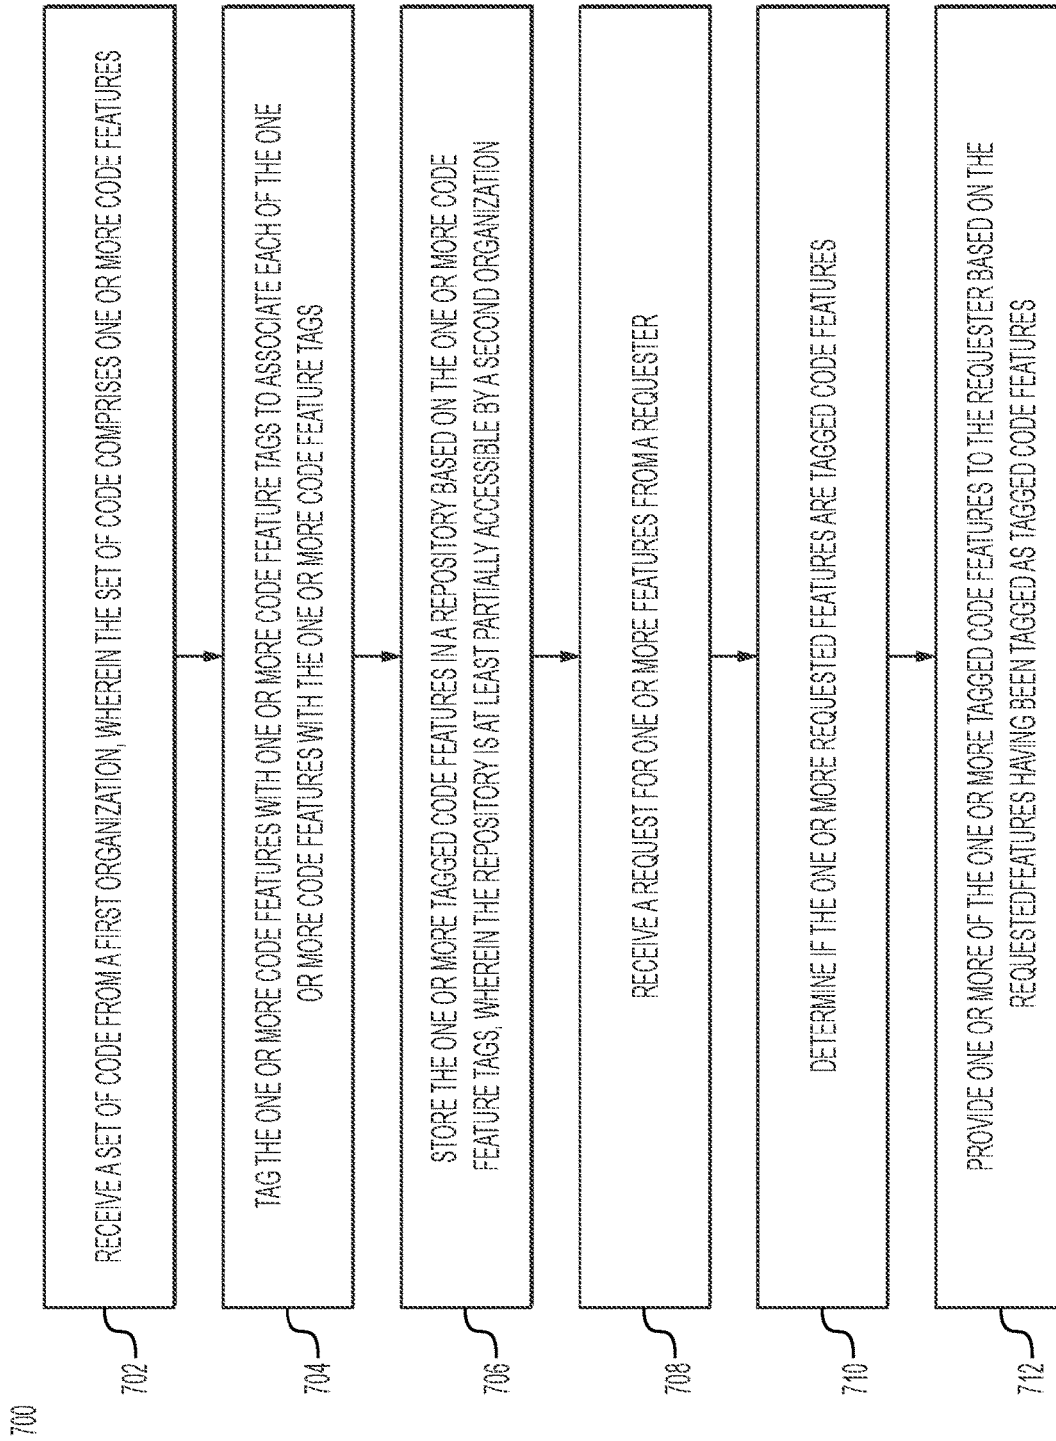 700
RECEIVE A SET OF CODE FROM A FIRST ORGANIZATION, WHEREIN THE SET OF CODE COMPRISES ONE OR MORE CODE FEATURES
702
TAG THE ONE OR MORE CODE FEATURES WITH ONE OR MORE CODE FEATURE TAGS TO ASSOCIATE EACH OF THE ONE
OR MORE CODE FEATURES WITH THE ONE OR MORE CODE FEATURE TAGS
704
STORE THE ONE OR MORE TAGGED CODE FEATURES IN A REPOSITORY BASED ON THE ONE OR MORE CODE
FEATURE TAGS, WHEREIN THE REPOSITORY IS AT LEAST PARTIALLY ACCESSIBLE BY A SECOND ORGANIZATION
706
RECEIVE A REQUEST FOR ONE OR MORE FEATURES FROM A REQUESTER
708
DETERMINE IF THE ONE OR MORE REQUESTED FEATURES ARE TAGGED CODE FEATURES
710
PROVIDE ONE OR MORE OF THE ONE OR MORE TAGGED CODE FEATURES TO THE REQUESTER BASED ON THE
REQUESTEDFEATURES HAVING BEEN TAGGED AS TAGGED CODE FEATURES
712